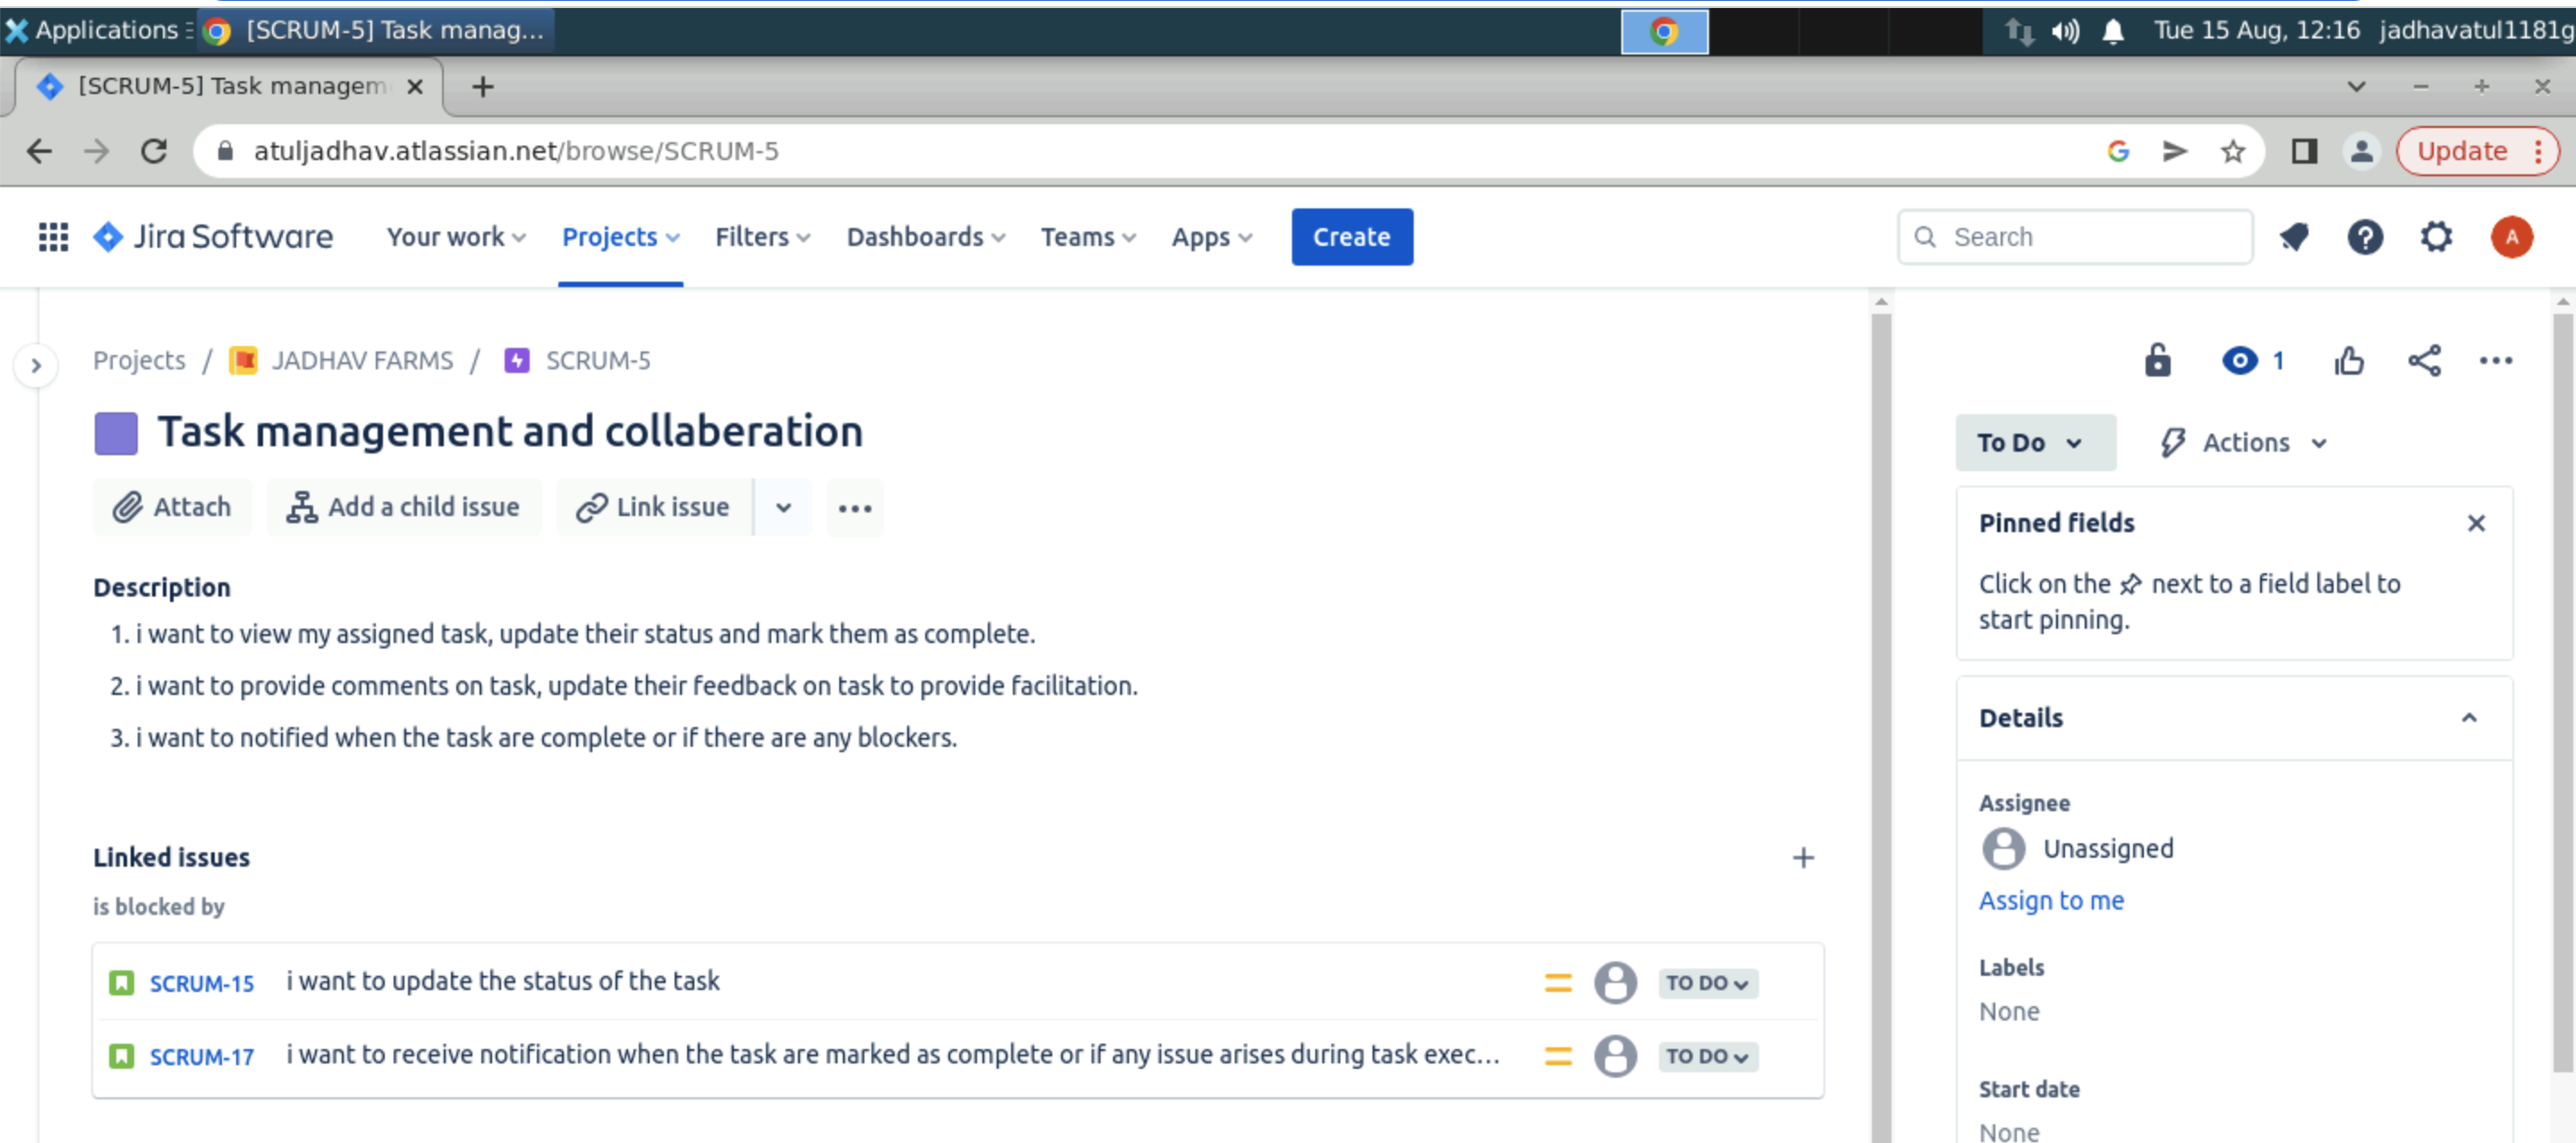 Applications
[SCRUM-5] Task manag...
Tue 15 Aug, 12:16 jadhavatul1181g
[SCRUM-5] Task managem
atuljadhav.atlassian.net/browse/SCRUM-5
Update
Jira Software
Your work
Projects
Filters
Dashboards
Teams
Apps
Create
Search
A
Projects / JADHAV FARMS / SCRUM-5
1
Task management and collaberation
To Do
Actions
Attach
Add a child issue
Link issue
Pinned fields
Click on the next to a field label to
start pinning.
Description
1. i want to view my assigned task, update their status and mark them as complete.
2. i want to provide comments on task, update their feedback on task to provide facilitation.
3. i want to notified when the task are complete or if there are any blockers.
Details
Assignee
Unassigned
Assign to me
Labels
None
Start date
None
Linked issues
is blocked by
SCRUM-15 i want to update the status of the task TO DO
SCRUM-17 i want to receive notification when the task are marked as complete or if any issue arises during task exec... TO DO